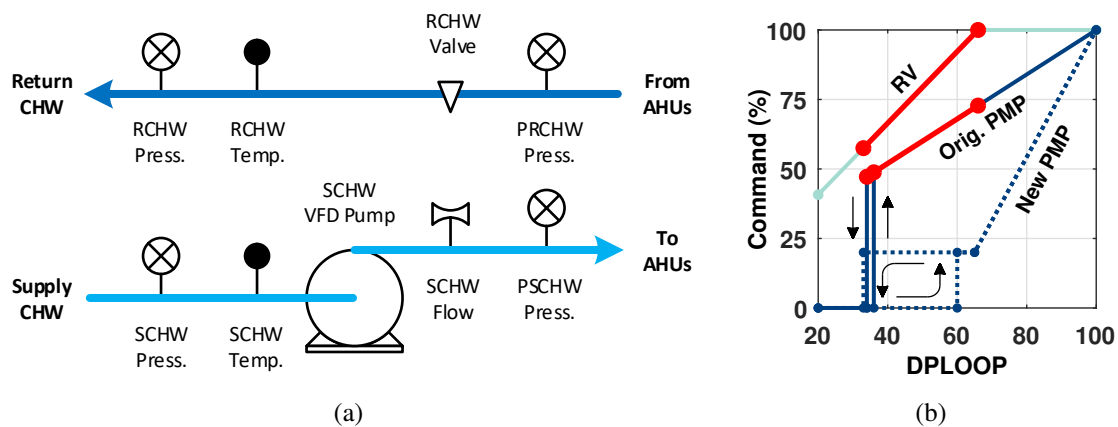 RCHW
Valve
Return
CHW
From
AHUs
RCHW
Press.
RCHW
Temp.
PRCHW
Press.
SCHW
VFD Pump
To
AHUs
Supply
CHW
SCHW
Press.
SCHW
Temp.
SCHW
Flow
PSCHW
Press.
(a)
Command (%)
100
75
50
25
0
20
40
60
80
100
DPLOOP
RV
Orig. PMP
New PMP
(b)